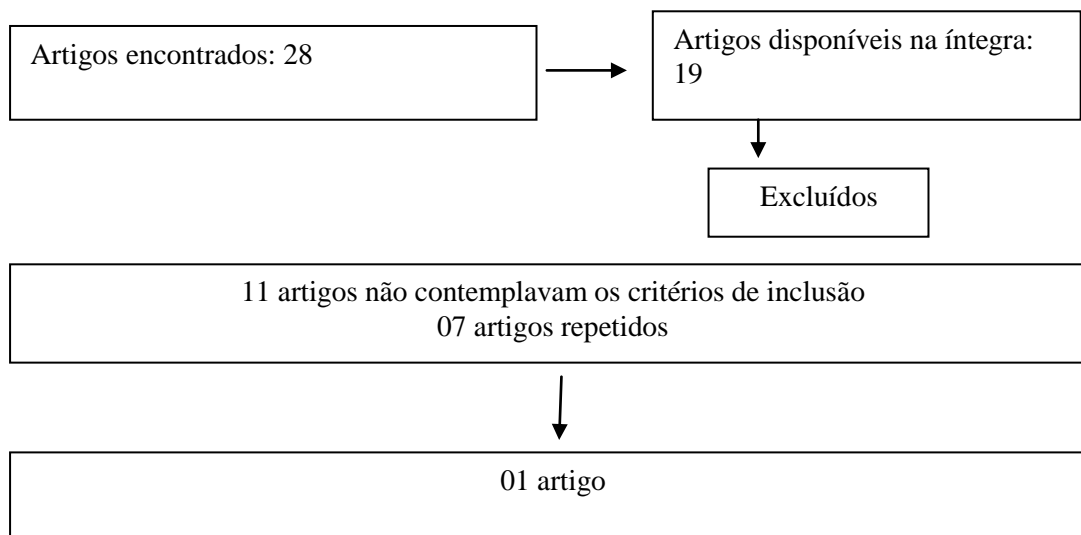 Artigos encontrados: 28
Artigos disponíveis na íntegra:
19
Excluídos
11 artigos não contemplavam os critérios de inclusão
07 artigos repetidos
01 artigo